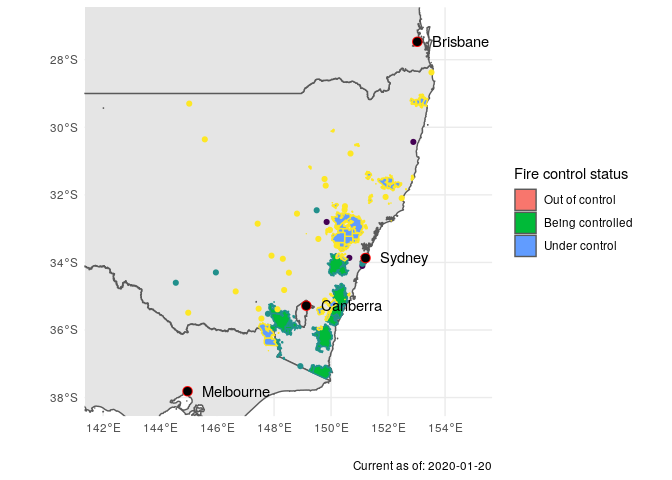 Brisbane
28°S
30°S
32°S
34°S
36°S
38°S
Sydney
Canberra
Melbourne
142°E 144°E 146°E 148°E 150°E 152°E 154°E
Fire control status
Out of control
Being controlled
Under control
Current as of: 2020-01-20